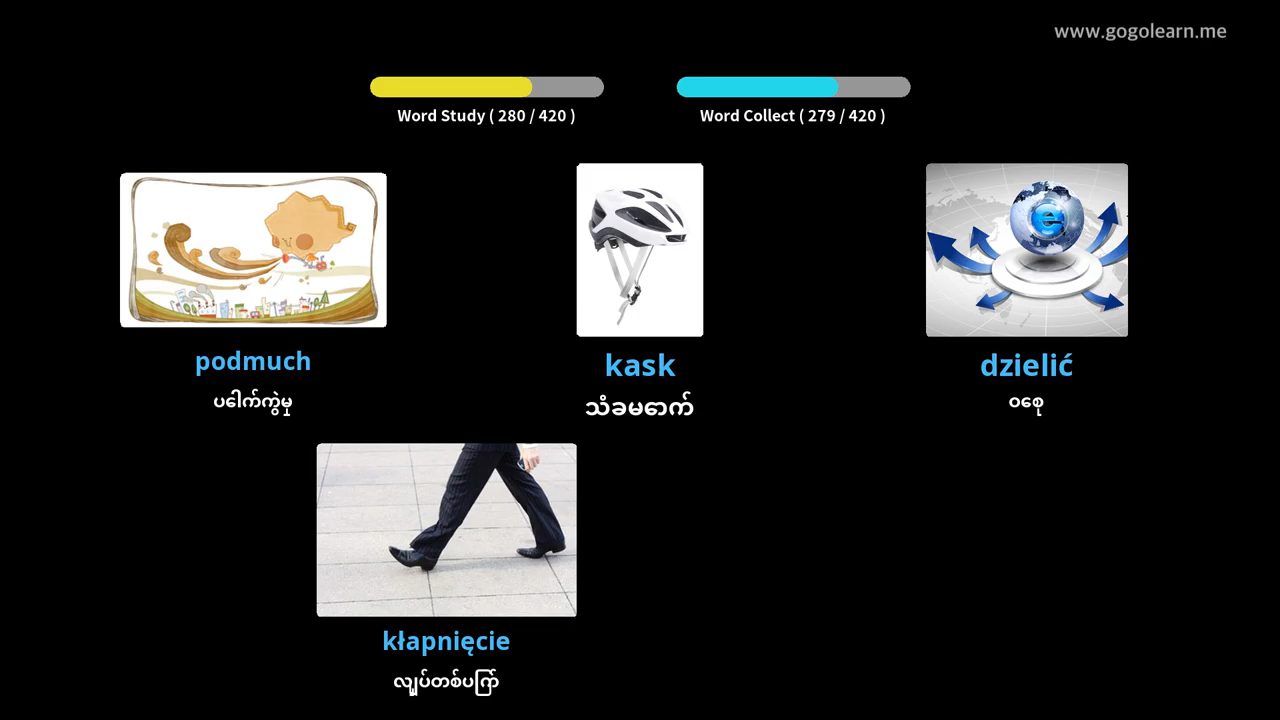 www.gogolearn.me
Word Study ( 280 / 420 )
Word Collect ( 279 / 420 )
podmuch
kask
dzielić
ပေါက်ကွဲမှု
သံခမောက်
ဝေစု
kłapnięcie
လျှပ်တစ်ပြက်